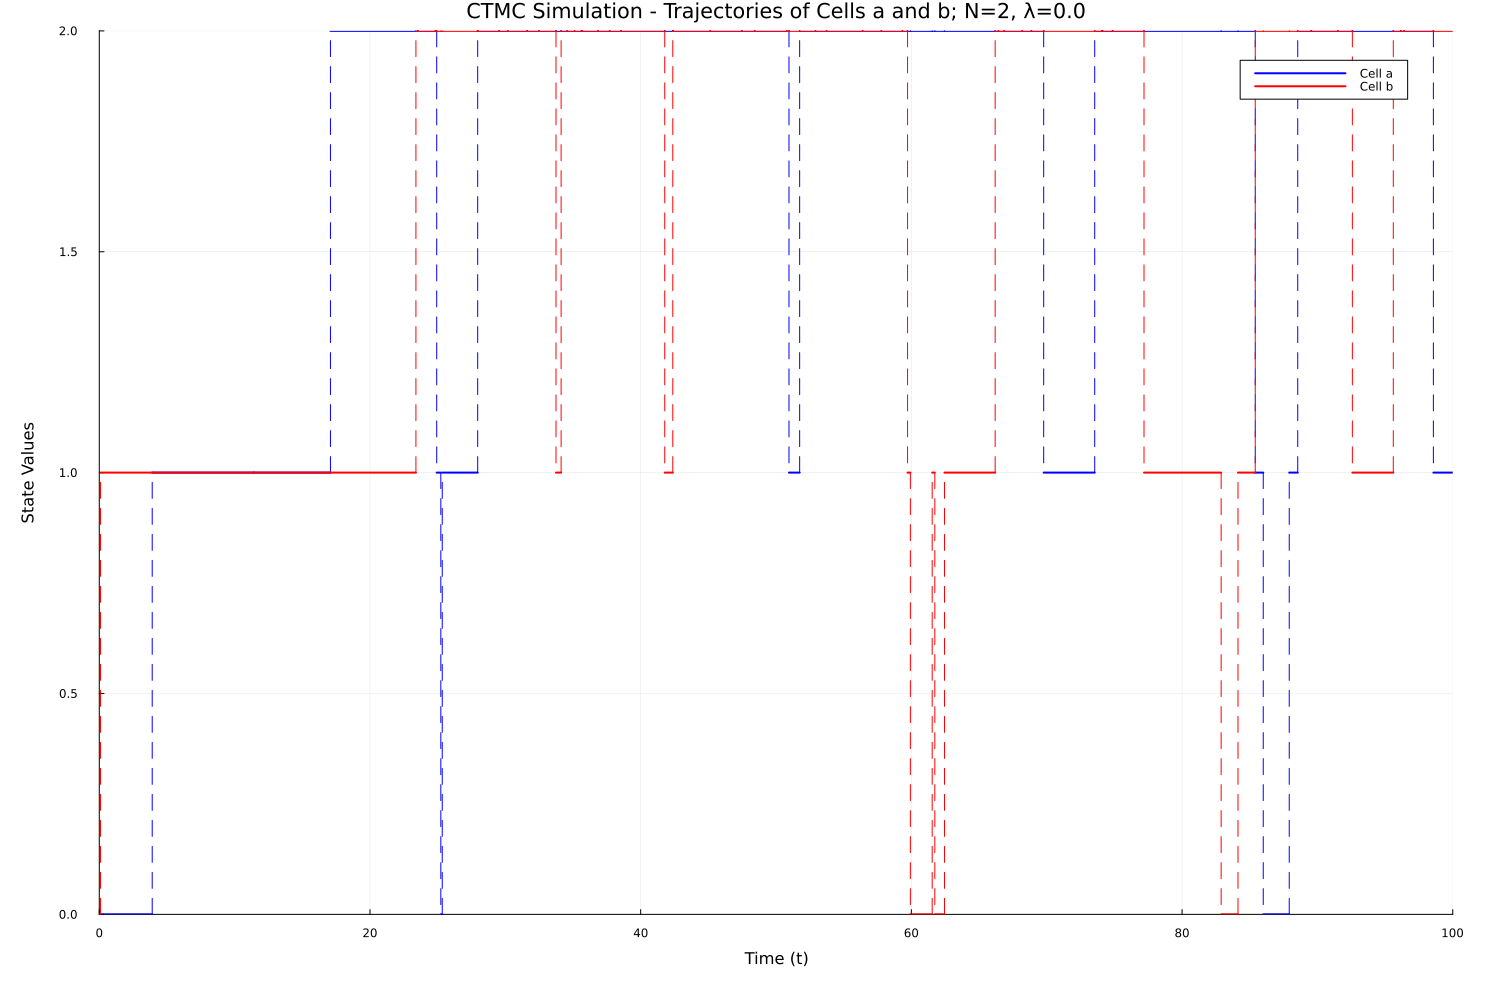 CTMC Simulation - Trajectories of Cells a and b; N=2, λ=0.0
2.0
Cell a
Cell b
1.5
State Values
1.0
0.5
0.0
0 20 40 60 80 100
Time (t)